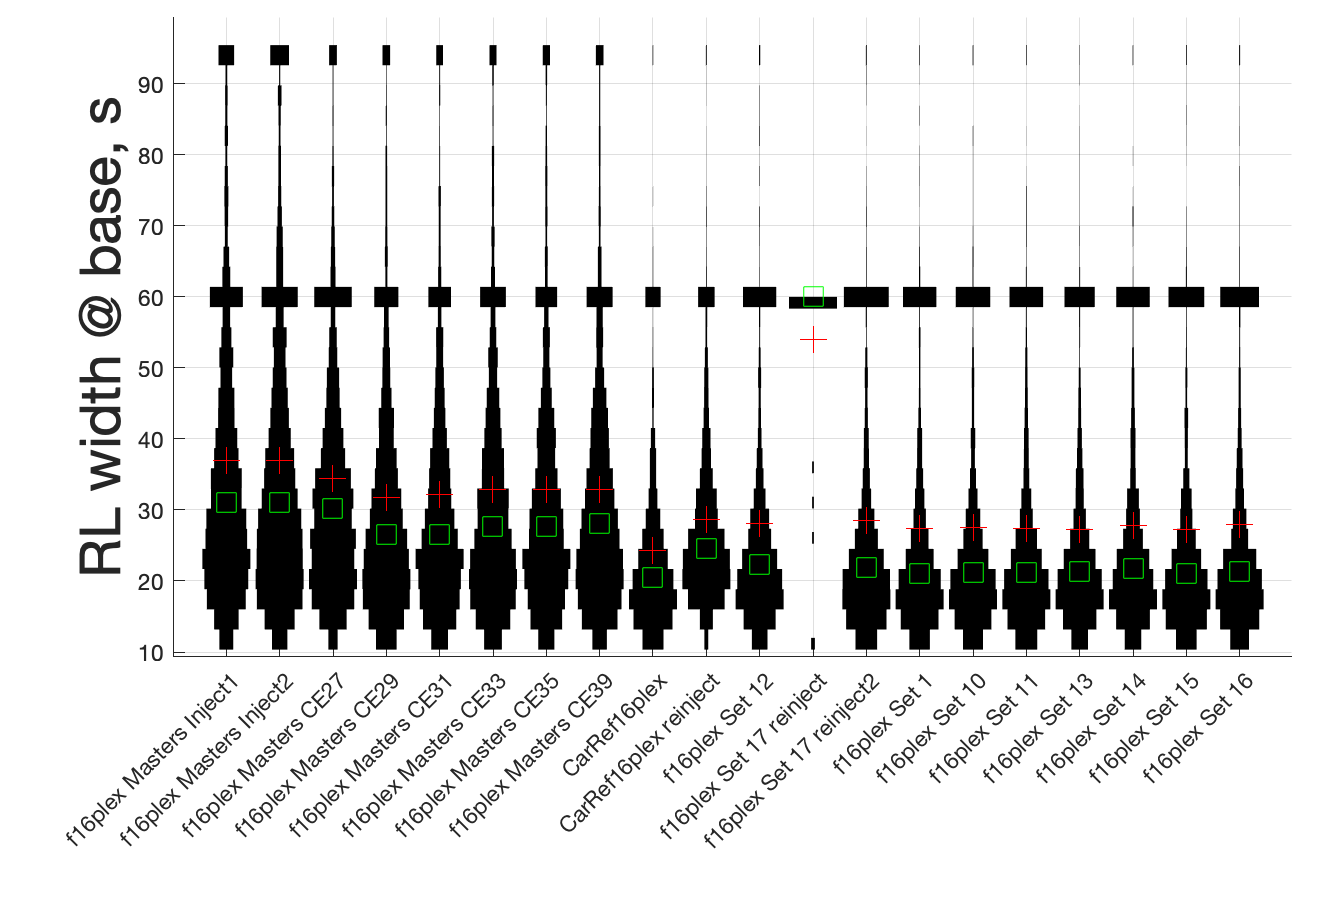 RL width @ base, s
90
80
70
60
50
40
30
20
10
f16plex Masters Inject1
f16plex Masters Inject2
f16plex Masters CE27
f16plex Masters CE29
f16plex Masters CE31
f16plex Masters CE33
f16plex Masters CE35
f16plex Masters CE39
CarRef16plex
CarRef16plex reinject
f16plex Set 12
f16plex Set 17 reinject
f16plex Set 17 reinject2
f16plex Set 1
f16plex Set 10
f16plex Set 11
f16plex Set 13
f16plex Set 14
f16plex Set 15
f16plex Set 16